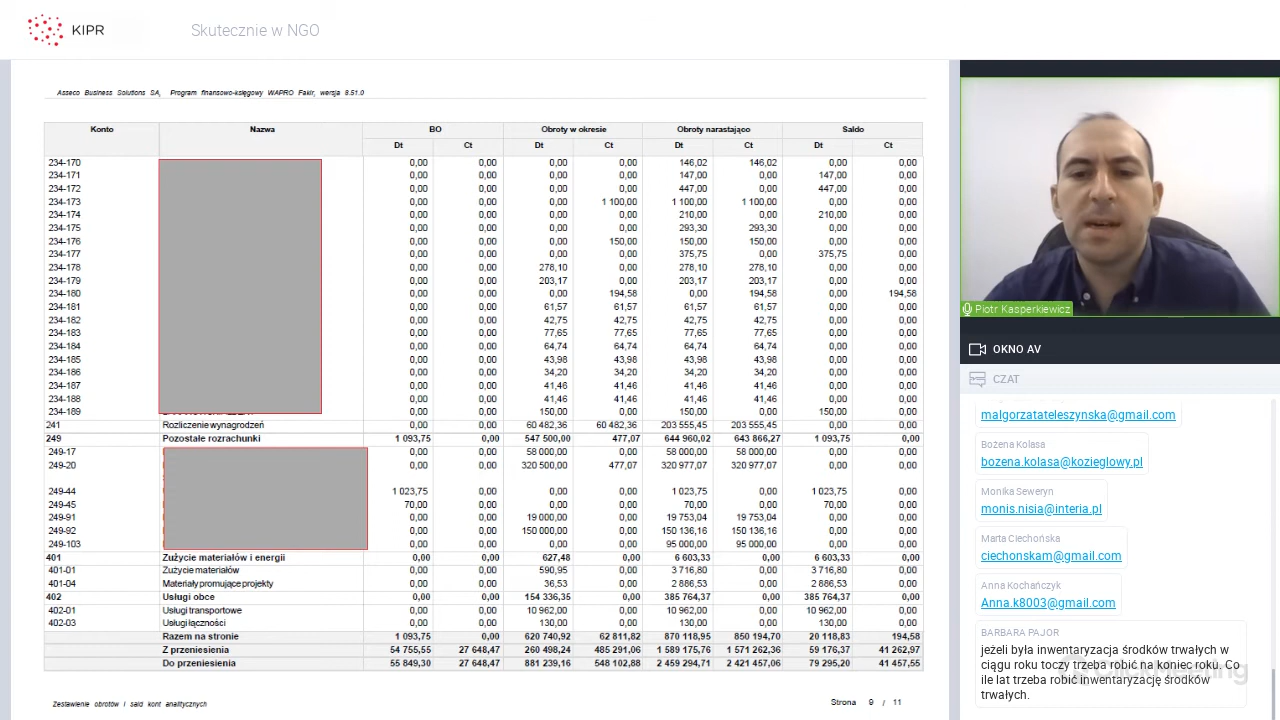 KIPR
Skutecznie w NGO
Asseco Business Solutions SA, Program finansowo-księgowy WAPRO Fakir, wersja 8.51.0
Konto Nazwa BO Obroty w okresie Obroty narastająco Saldo
Dt Ct Dt Ct Dt Ct Dt Ct
234-170 0,00 0,00 0,00 0,00 146,02 146,02 0,00 0,00
234-171 0,00 0,00 0,00 0,00 147,00 0,00 147,00 0,00
234-172 0,00 0,00 0,00 0,00 447,00 0,00 447,00 0,00
234-173 0,00 0,00 0,00 1 100,00 1 100,00 1 100,00 0,00 0,00
234-174 0,00 0,00 0,00 0,00 210,00 0,00 210,00 0,00
234-175 0,00 0,00 0,00 0,00 293,30 293,30 0,00 0,00
234-176 0,00 0,00 0,00 150,00 150,00 150,00 0,00 0,00
234-177 0,00 0,00 0,00 0,00 375,75 0,00 375,75 0,00
234-178 0,00 0,00 278,10 0,00 278,10 278,10 0,00 0,00
234-179 0,00 0,00 203,17 0,00 203,17 203,17 0,00 0,00
234-180 0,00 0,00 0,00 194,58 0,00 194,58 0,00 194,58
234-181 0,00 0,00 61,57 61,57 61,57 61,57 0,00 0,00
234-182 0,00 0,00 42,75 42,75 42,75 42,75 0,00 0,00
234-183 0,00 0,00 77,65 77,65 77,65 77,65 0,00 0,00
234-184 0,00 0,00 64,74 64,74 64,74 64,74 0,00 0,00
234-185 0,00 0,00 43,98 43,98 43,98 43,98 0,00 0,00
234-186 0,00 0,00 34,20 34,20 34,20 34,20 0,00 0,00
234-187 0,00 0,00 41,46 41,46 41,46 41,46 0,00 0,00
234-188 0,00 0,00 41,46 41,46 41,46 41,46 0,00 0,00
234-189 0,00 0,00 150,00 0,00 150,00 0,00 150,00 0,00
241 Rozliczenie wynagrodzeń 0,00 0,00 60 482,36 60 482,36 203 555,45 203 555,45 0,00 0,00
249 Pozostałe rozrachunki 1 093,75 0,00 547 500,00 477,07 644 960,02 643 866,27 1 093,75 0,00
249-17 0,00 0,00 58 000,00 0,00 58 000,00 58 000,00 0,00 0,00
249-20 0,00 0,00 320 500,00 477,07 320 977,07 320 977,07 0,00 0,00
249-44 1 023,75 0,00 0,00 0,00 1 023,75 0,00 1 023,75 0,00
249-45 70,00 0,00 0,00 0,00 70,00 0,00 70,00 0,00
249-91 0,00 0,00 19 000,00 0,00 19 753,04 19 753,04 0,00 0,00
249-92 0,00 0,00 150 000,00 0,00 150 136,16 150 136,16 0,00 0,00
249-103 0,00 0,00 0,00 0,00 95 000,00 95 000,00 0,00 0,00
401 Zużycie materiałów i energii 0,00 0,00 627,48 0,00 6 603,33 0,00 6 603,33 0,00
401-01 Zużycie materiałów 0,00 0,00 590,95 0,00 3 716,80 0,00 3 716,80 0,00
401-04 Materiały promujące projekty 0,00 0,00 36,53 0,00 2 886,53 0,00 2 886,53 0,00
402 Usługi obce 0,00 0,00 154 336,35 0,00 385 764,37 0,00 385 764,37 0,00
402-01 Usługi transportowe 0,00 0,00 10 962,00 0,00 10 962,00 0,00 10 962,00 0,00
402-03 Usługi łączności 0,00 0,00 130,00 0,00 130,00 0,00 130,00 0,00
Razem na stronie 1 093,75 0,00 620 740,92 62 811,82 870 118,95 850 194,70 20 118,83 194,58
Z przeniesienia 54 755,55 27 648,47 260 498,24 485 291,06 1 589 175,76 1 571 262,36 59 176,37 41 262,97
Do przeniesienia 55 849,30 27 648,47 881 239,16 548 102,88 2 459 294,71 2 421 457,06 79 295,20 41 457,55
Zestawienie obrotów i sald kont analitycznych
Strona 9 / 11
Piotr Kasperkiewicz
OKNO AV
CZAT
malgorzatateleszynska@gmail.com
Bożena Kolasa
bozena.kolasa@kozieglowy.pl
Monika Seweryn
monis.nisia@interia.pl
Marta Ciechońska
ciechonskam@gmail.com
Anna Kochańczyk
Anna.k8003@gmail.com
BARBARA PAJOR
jeżeli była inwentaryzacja środków trwałych w
ciągu roku toczy trzeba robić na koniec roku. Co
ile lat trzeba robic inwentaryzację środków
trwałych.
ClickMeeting